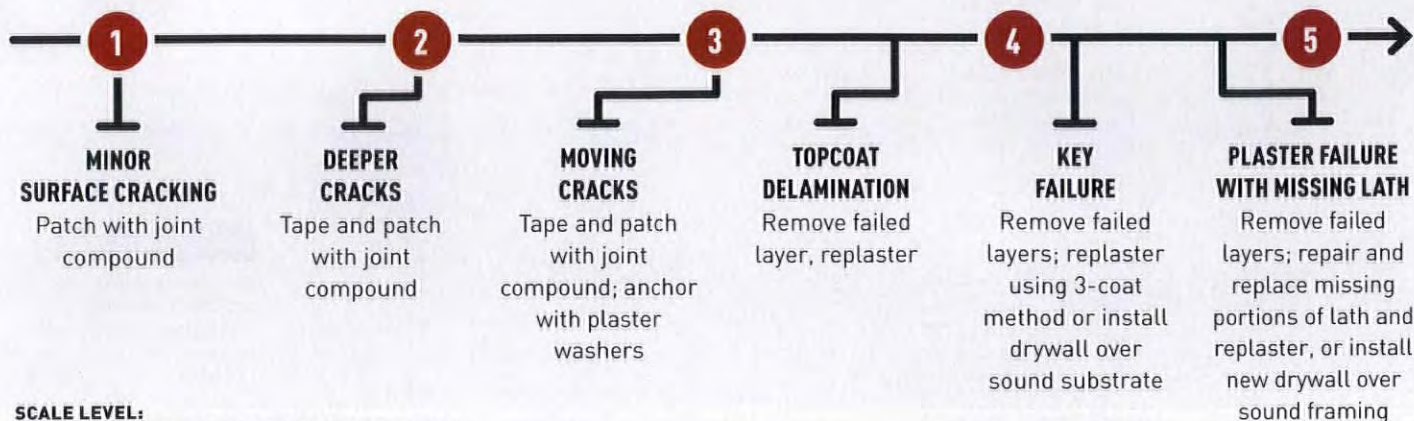 1
2
3
4
5
MINOR
SURFACE CRACKING
Patch with joint
compound
DEEPER
CRACKS
Tape and patch
with joint
compound
MOVING
CRACKS
Tape and patch
with joint
compound; anchor
with plaster
washers
TOPCOAT
DELAMINATION
Remove failed
layer, replaster
KEY
FAILURE
Remove failed
layers; replaster
using 3-coat
method or install
drywall over
sound substrate
PLASTER FAILURE
WITH MISSING LATH
Remove failed
layers; repair and
replace missing
portions of lath and
replaster, or install
new drywall over
sound framing
SCALE LEVEL: